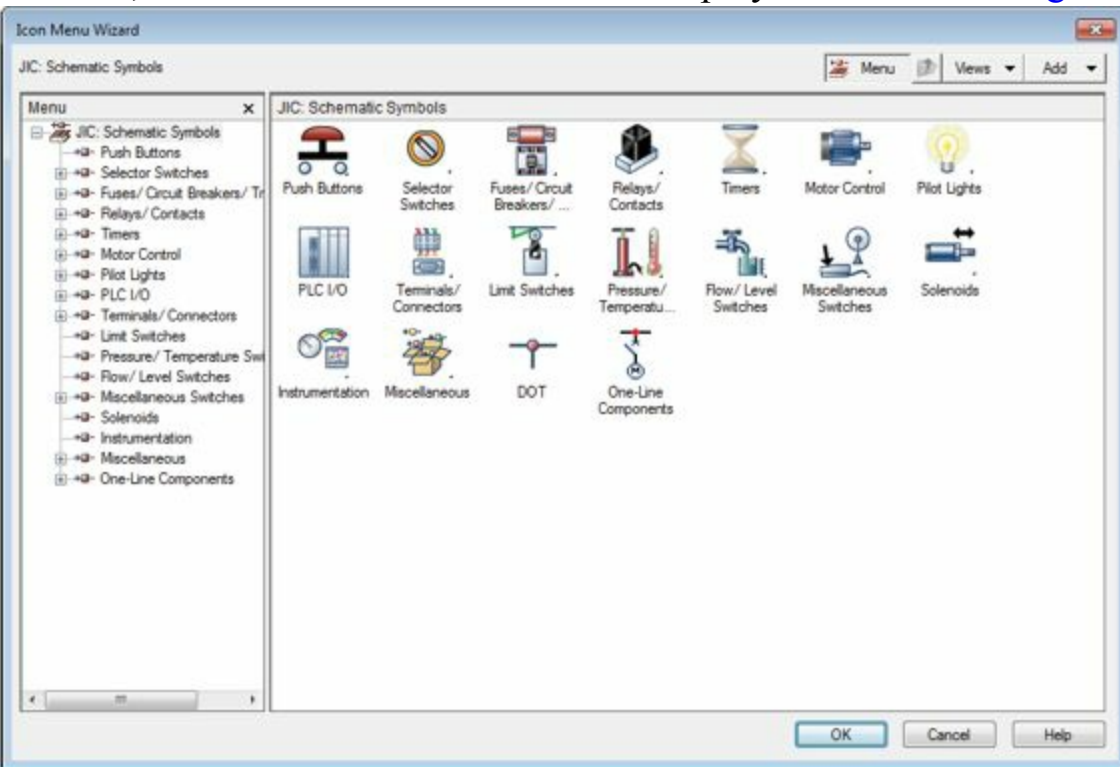 Icon Menu Wizard
JIC: Schematic Symbols
Menu
Views
Add
Menu
JIC: Schematic Symbols
Push Buttons
Selector Switches
Fuses/ Circuit Breakers/ Tr
Relays/ Contacts
Timers
Motor Control
Pilot Lights
PLC I/O
Terminals/ Connectors
Limit Switches
Pressure/ Temperature Swi
Flow/ Level Switches
Miscellaneous Switches
Solenoids
Instrumentation
Miscellaneous
One-Line Components
JIC: Schematic Symbols
Push Buttons
Selector
Switches
Fuses/ Circuit
Breakers/ ...
Relays/
Contacts
Timers
Motor Control
Pilot Lights
PLC I/O
Terminals/
Connectors
Limit Switches
Pressure/
Temperatu...
Flow/ Level
Switches
Miscellaneous
Switches
Solenoids
Instrumentation
Miscellaneous
DOT
One-Line
Components
OK
Cancel
Help